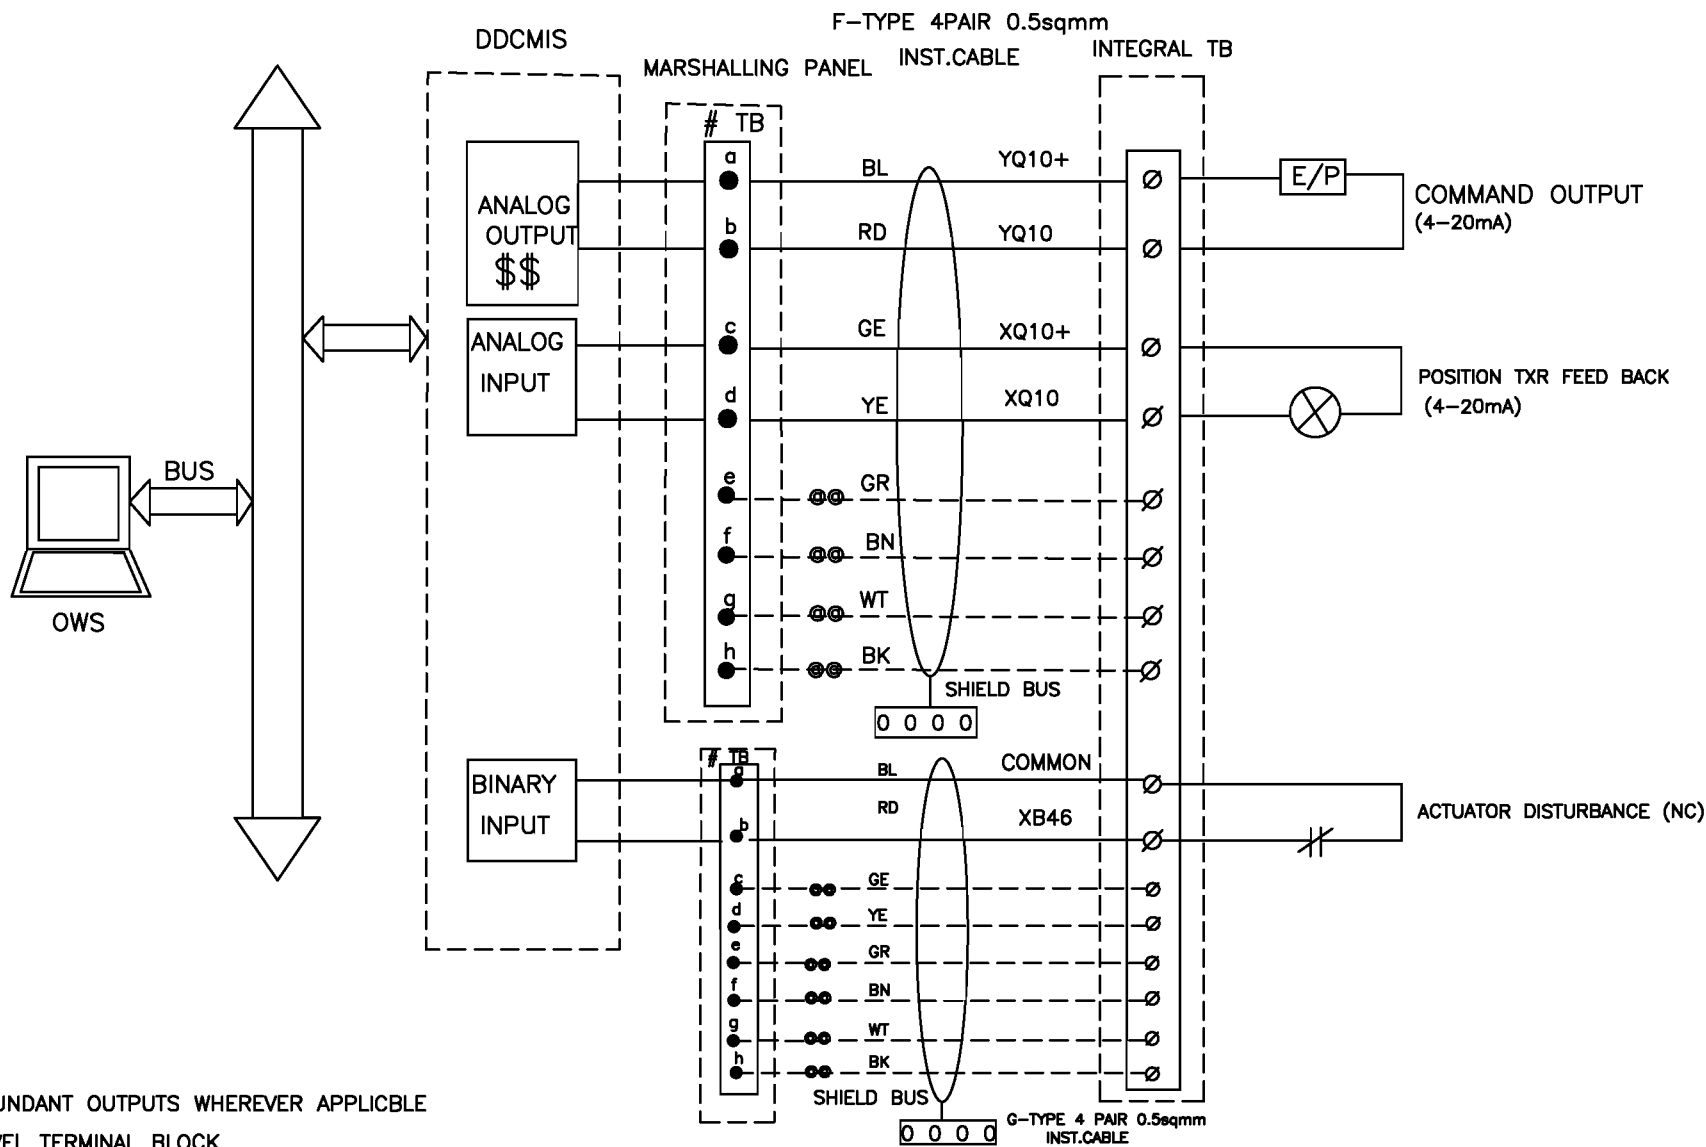 F-TYPE 4PAIR 0.5sqmm
INST.CABLE
DDCMIS
MARSHALLING PANEL
INTEGRAL TB
# TB
a
BL
YQ10+
E/P
COMMAND OUTPUT
(4-20mA)
ANALOG
OUTPUT
$$
b
RD
YQ10
ANALOG
INPUT
c
GE
XQ10+
d
YE
XQ10
POSITION TXR FEED BACK
(4-20mA)
BUS
OWS
e
@@
GR
f
@@
BN
g
@@
WT
h
@@
BK
SHIELD BUS
0 0 0 0
# TB
BINARY
INPUT
a
BL
COMMON
b
RD
XB46
ACTUATOR DISTURBANCE (NC)
c
GE
d
YE
e
GR
f
BN
g
WT
h
BK
SHIELD BUS
0 0 0 0
G-TYPE 4 PAIR 0.5sqmm
INST.CABLE
OUTPUTS WHEREVER APPLICBLE
TERMINAL BLOCK